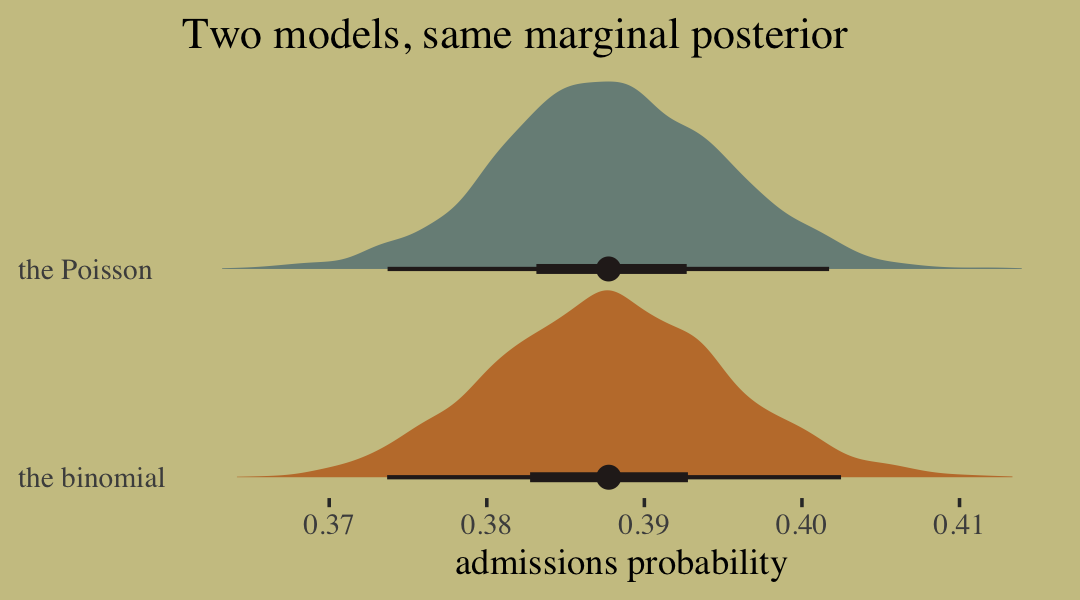 Two models, same marginal posterior
the Poisson
the binomial
0.37 0.38 0.39 0.40 0.41
admissions probability